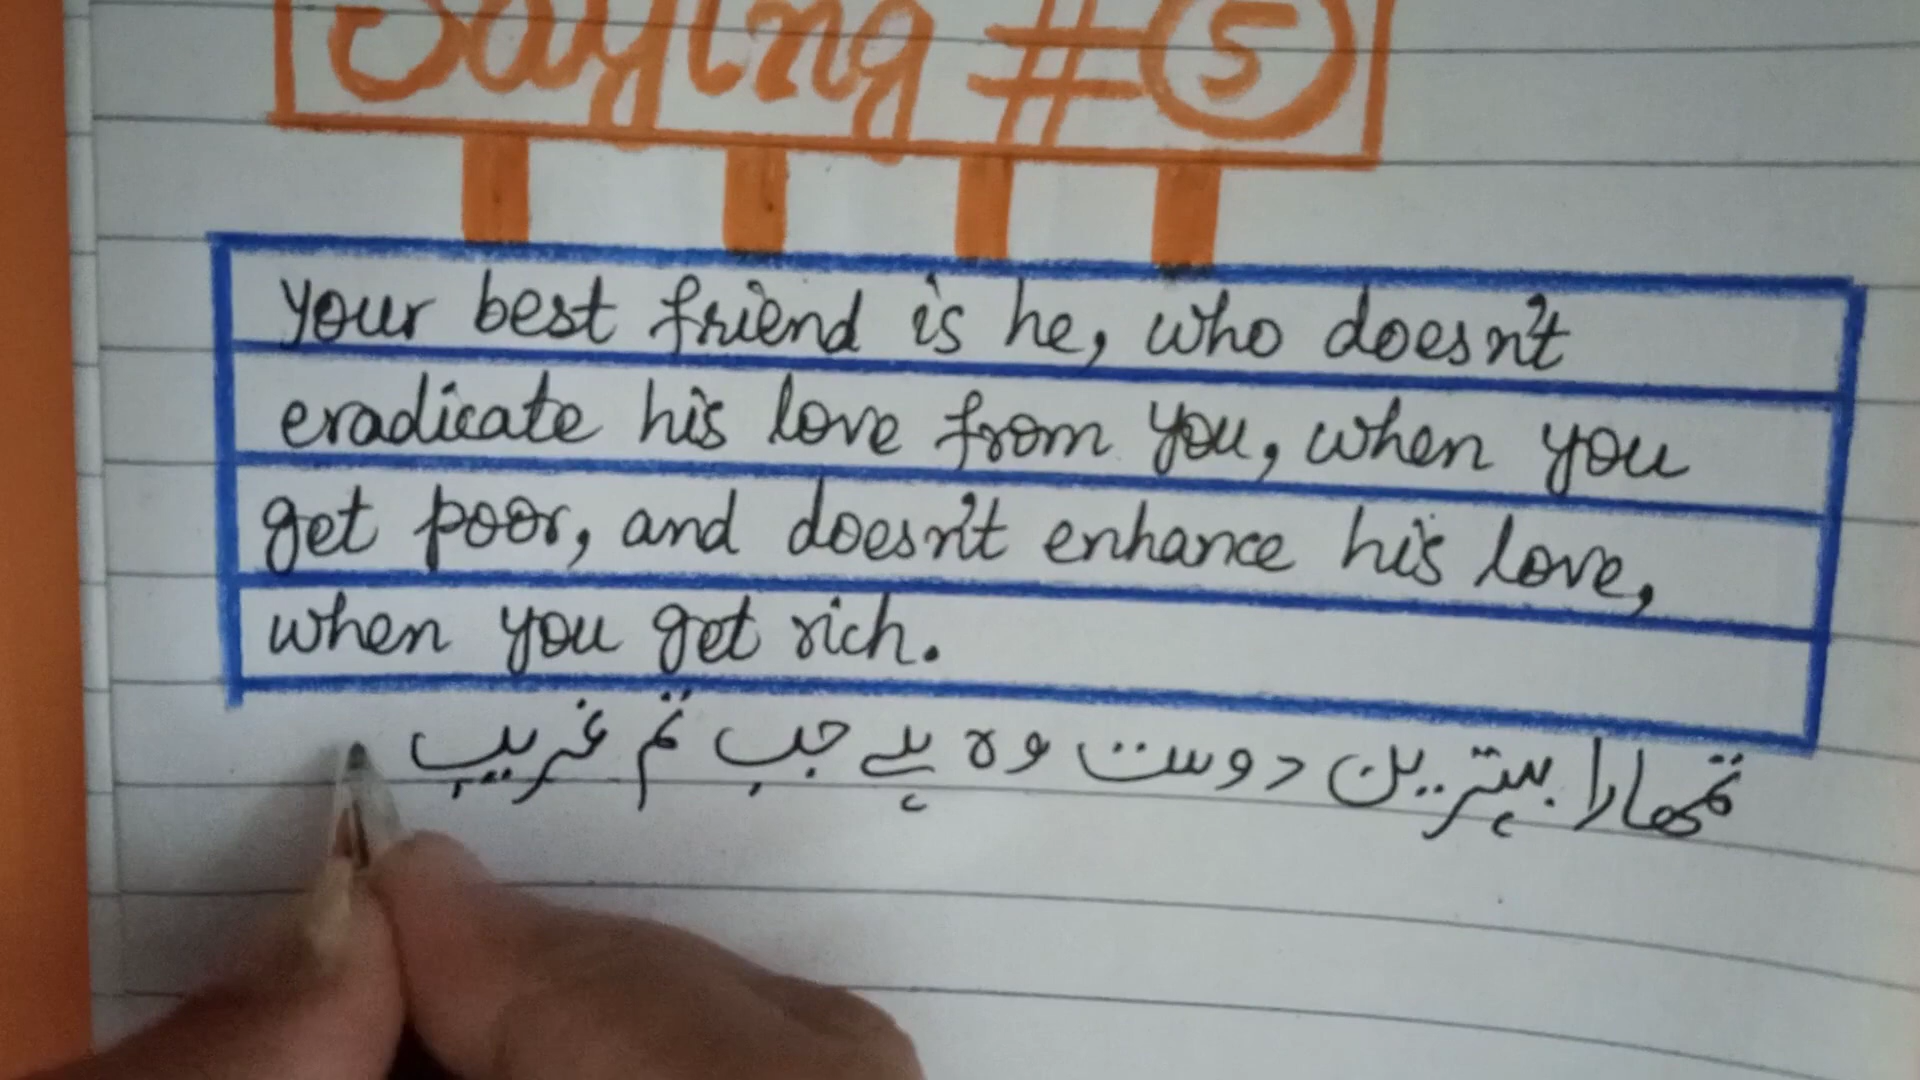 Saying #5
Your best friend is he, who doesn't
eradicate his love from you, when you
get poor, and doesn't enhance his love,
when you get rich.
تمھارا بہترین دوست وہ ہے جب تم غریب